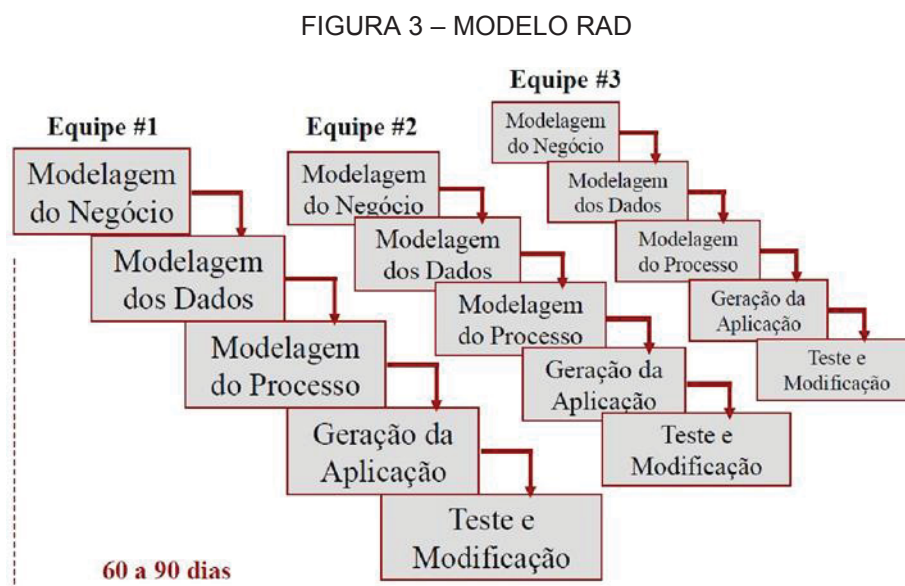 FIGURA 3 – MODELO RAD
Equipe #1
Modelagem
do Negócio
Modelagem
dos Dados
Modelagem
do Processo
Geração da
Aplicação
Teste e
Modificação
Equipe #2
Modelagem
do Negócio
Modelagem
dos Dados
Modelagem
do Processo
Geração da
Aplicação
Teste e
Modificação
Equipe #3
Modelagem
do Negócio
Modelagem
dos Dados
Modelagem
do Processo
Geração da
Aplicação
Teste e
Modificação
60 a 90 dias